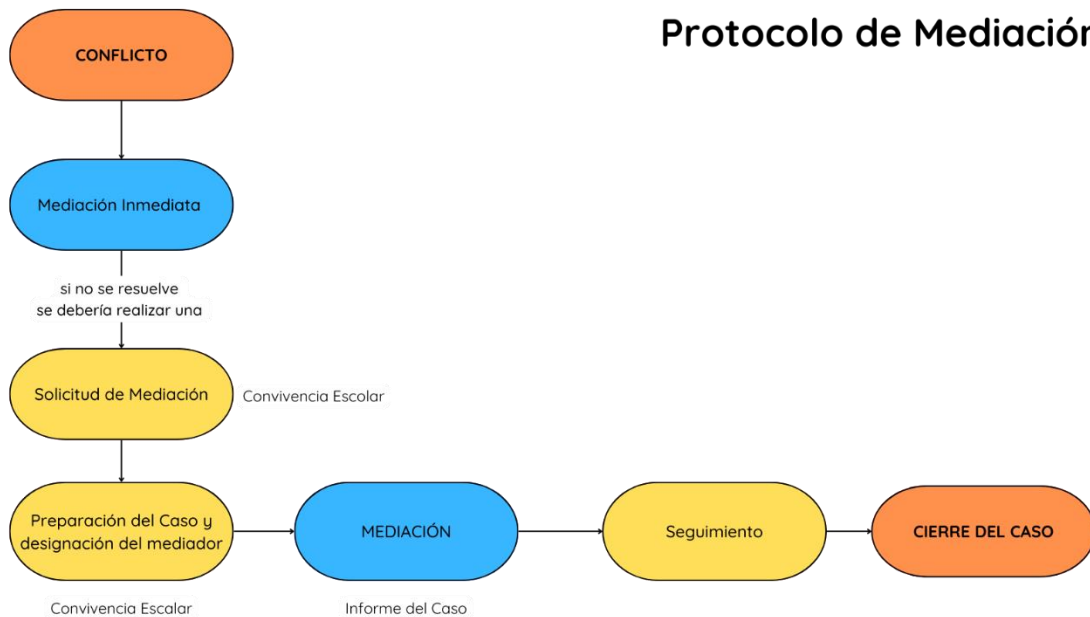 Protocolo de Mediación
CONFLICTO
Mediación Inmediata
si no se resuelve
se debería realizar una
Solicitud de Mediación
Convivencia Escolar
Preparación del Caso y
designación del mediador
Convivencia Escalar
MEDIACIÓN
Informe del Caso
Seguimiento
CIERRE DEL CASO